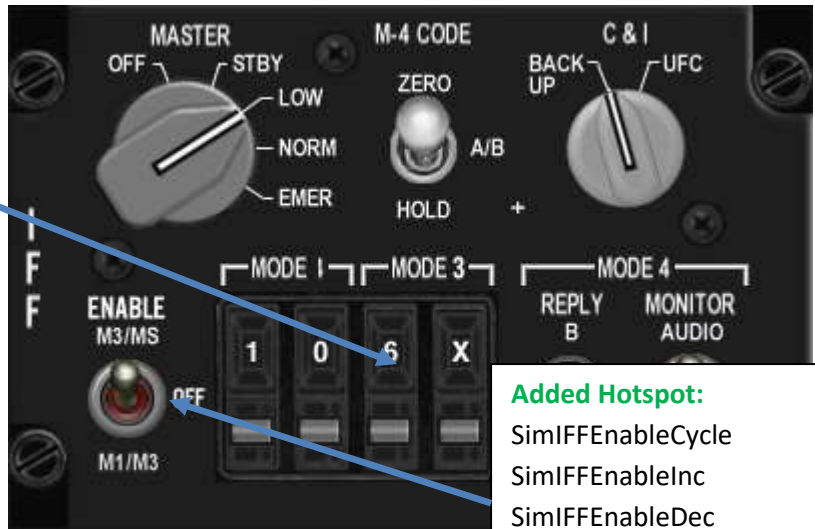 MASTER
M-4 CODE
C & I
OFF
STBY
LOW
NORM
EMER
ZERO
A/B
HOLD
BACK
UP
UFC
+
I
F
F
ENABLE
M3/MS
OFF
M1/M3
MODE I
MODE 3
1 0 6 X
MODE 4
REPLY
B
MONITOR
AUDIO
Added Hotspot:
SimIFFEnableCycle
SimIFFEnableInc
SimIFFEnableDec